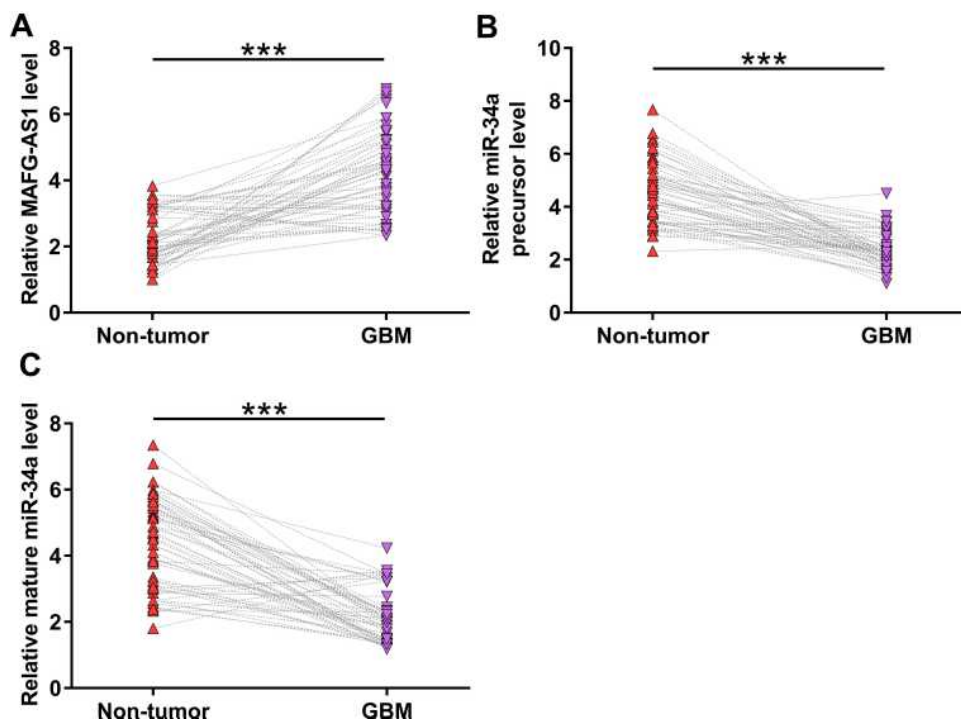 A
Relative MAFG-AS1 level
8
6
4
2
0
***
Non-tumor
GBM
B
Relative miR-34a
precursor level
10
8
6
4
2
0
***
Non-tumor
GBM
C
Relative mature miR-34a level
8
6
4
2
0
***
Non-tumor
GBM